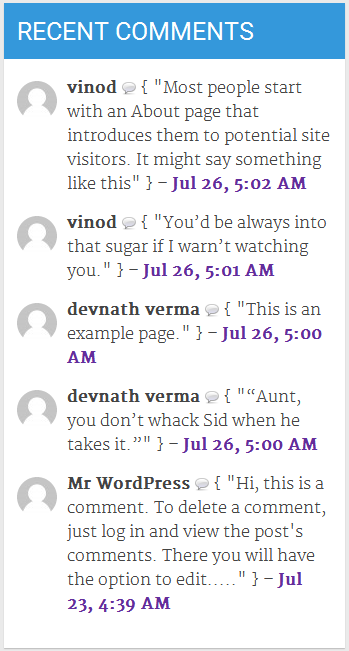 RECENT COMMENTS
vinod { "Most people start
with an About page that
introduces them to potential site
visitors. It might say something
like this" } – Jul 26, 5:02 AM
vinod { "You’d be always into
that sugar if I warn’t watching
you." } – Jul 26, 5:01 AM
devnath verma { "This is an
example page." } – Jul 26, 5:00
AM
devnath verma { "“Aunt,
you don’t whack Sid when he
takes it.”" } – Jul 26, 5:00 AM
Mr WordPress { "Hi, this is a
comment. To delete a comment,
just log in and view the post's
comments. There you will have
the option to edit....." } – Jul
23, 4:39 AM